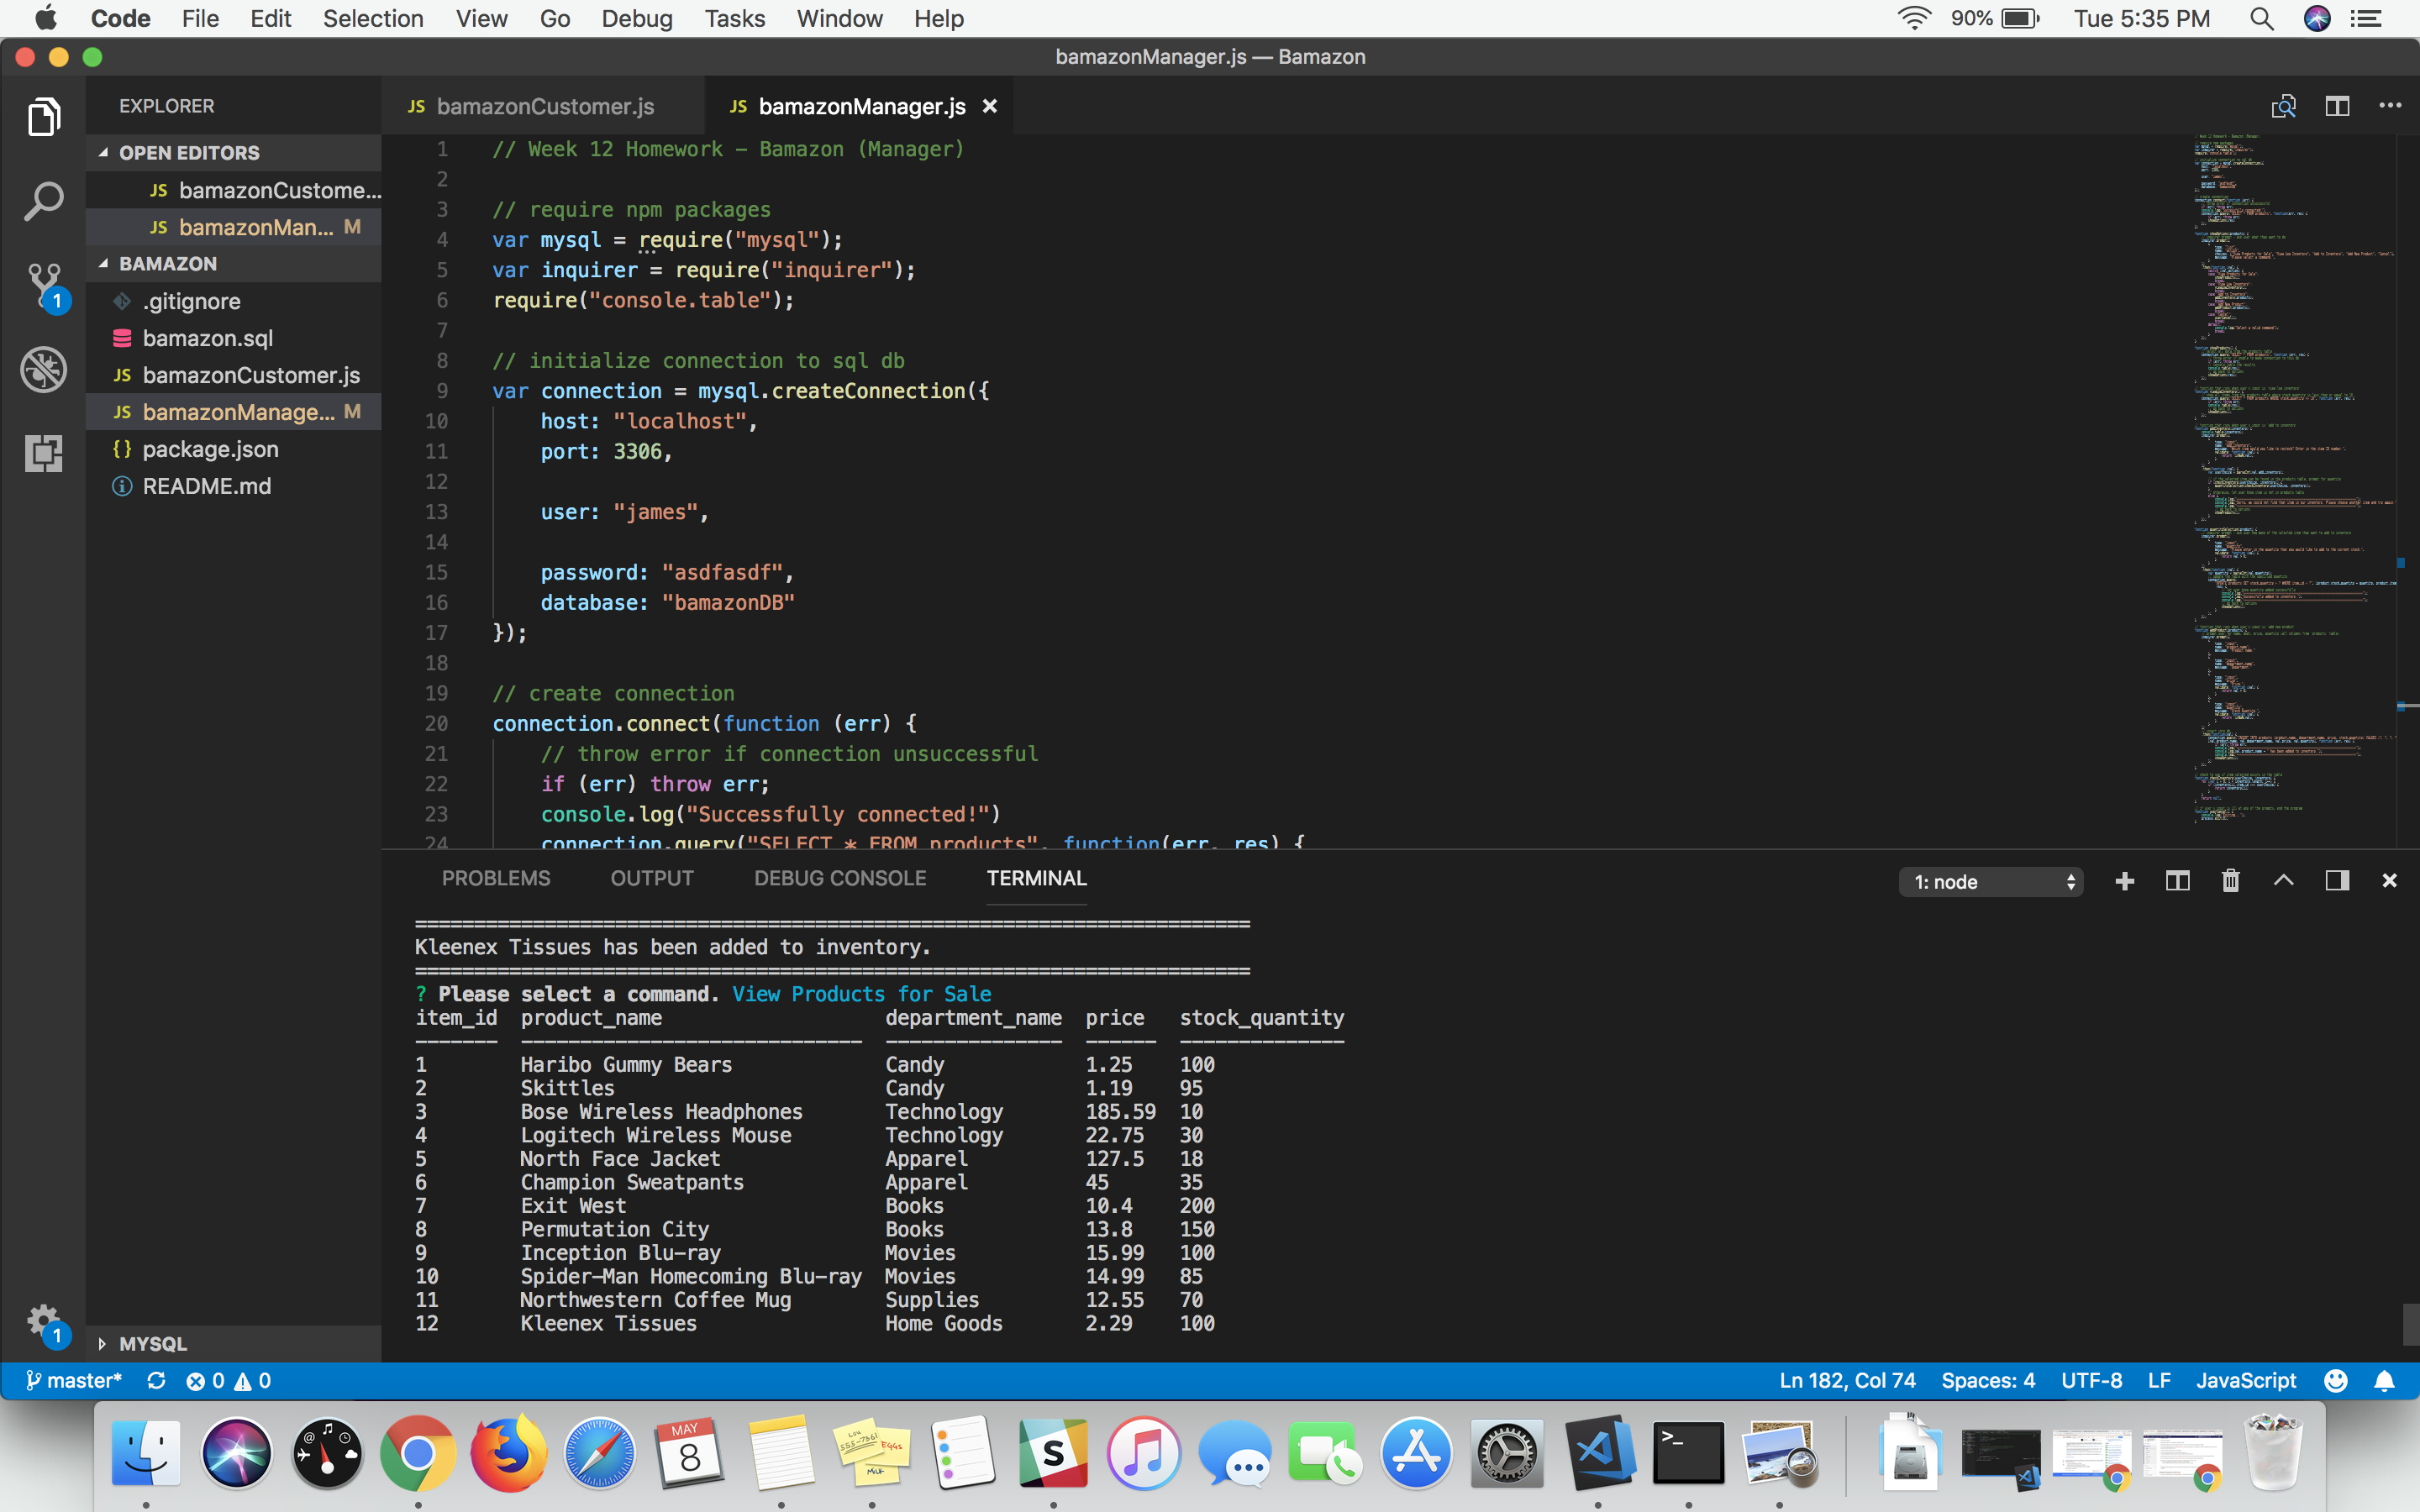 Code File Edit Selection View Go Debug Tasks Window Help 90% Tue 5:35 PM
bamazonManager.js — Bamazon
EXPLORER
OPEN EDITORS
JS bamazonCustome...
JS bamazonMan... M
BAMAZON
.gitignore
bamazon.sql
JS bamazonCustomer.js
JS bamazonManage... M
{} package.json
README.md
MYSQL
1
1
JS bamazonCustomer.js JS bamazonManager.js ×
1 // Week 12 Homework - Bamazon (Manager)
2
3 // require npm packages
4 var mysql = require("mysql");
5 var inquirer = require("inquirer");
6 require("console.table");
7
8 // initialize connection to sql db
9 var connection = mysql.createConnection({
10 host: "localhost",
11 port: 3306,
12
13 user: "james",
14
15 password: "asdfasdf",
16 database: "bamazonDB"
17 });
18
19 // create connection
20 connection.connect(function (err) {
21 // throw error if connection unsuccessful
22 if (err) throw err;
23 console.log("Successfully connected!")
24 connection.query("SELECT * FROM products", function(err, res) {
PROBLEMS OUTPUT DEBUG CONSOLE TERMINAL 1: node
=======================================================================
Kleenex Tissues has been added to inventory.
=======================================================================
? Please select a command. View Products for Sale
item_id product_name department_name price stock_quantity
------- ----------------------------- --------------- ------ --------------
1 Haribo Gummy Bears Candy 1.25 100
2 Skittles Candy 1.19 95
3 Bose Wireless Headphones Technology 185.59 10
4 Logitech Wireless Mouse Technology 22.75 30
5 North Face Jacket Apparel 127.5 18
6 Champion Sweatpants Apparel 45 35
7 Exit West Books 10.4 200
8 Permutation City Books 13.8 150
9 Inception Blu-ray Movies 15.99 100
10 Spider-Man Homecoming Blu-ray Movies 14.99 85
11 Northwestern Coffee Mug Supplies 12.55 70
12 Kleenex Tissues Home Goods 2.29 100
master* 0 0 Ln 182, Col 74 Spaces: 4 UTF-8 LF JavaScript
MAY
8